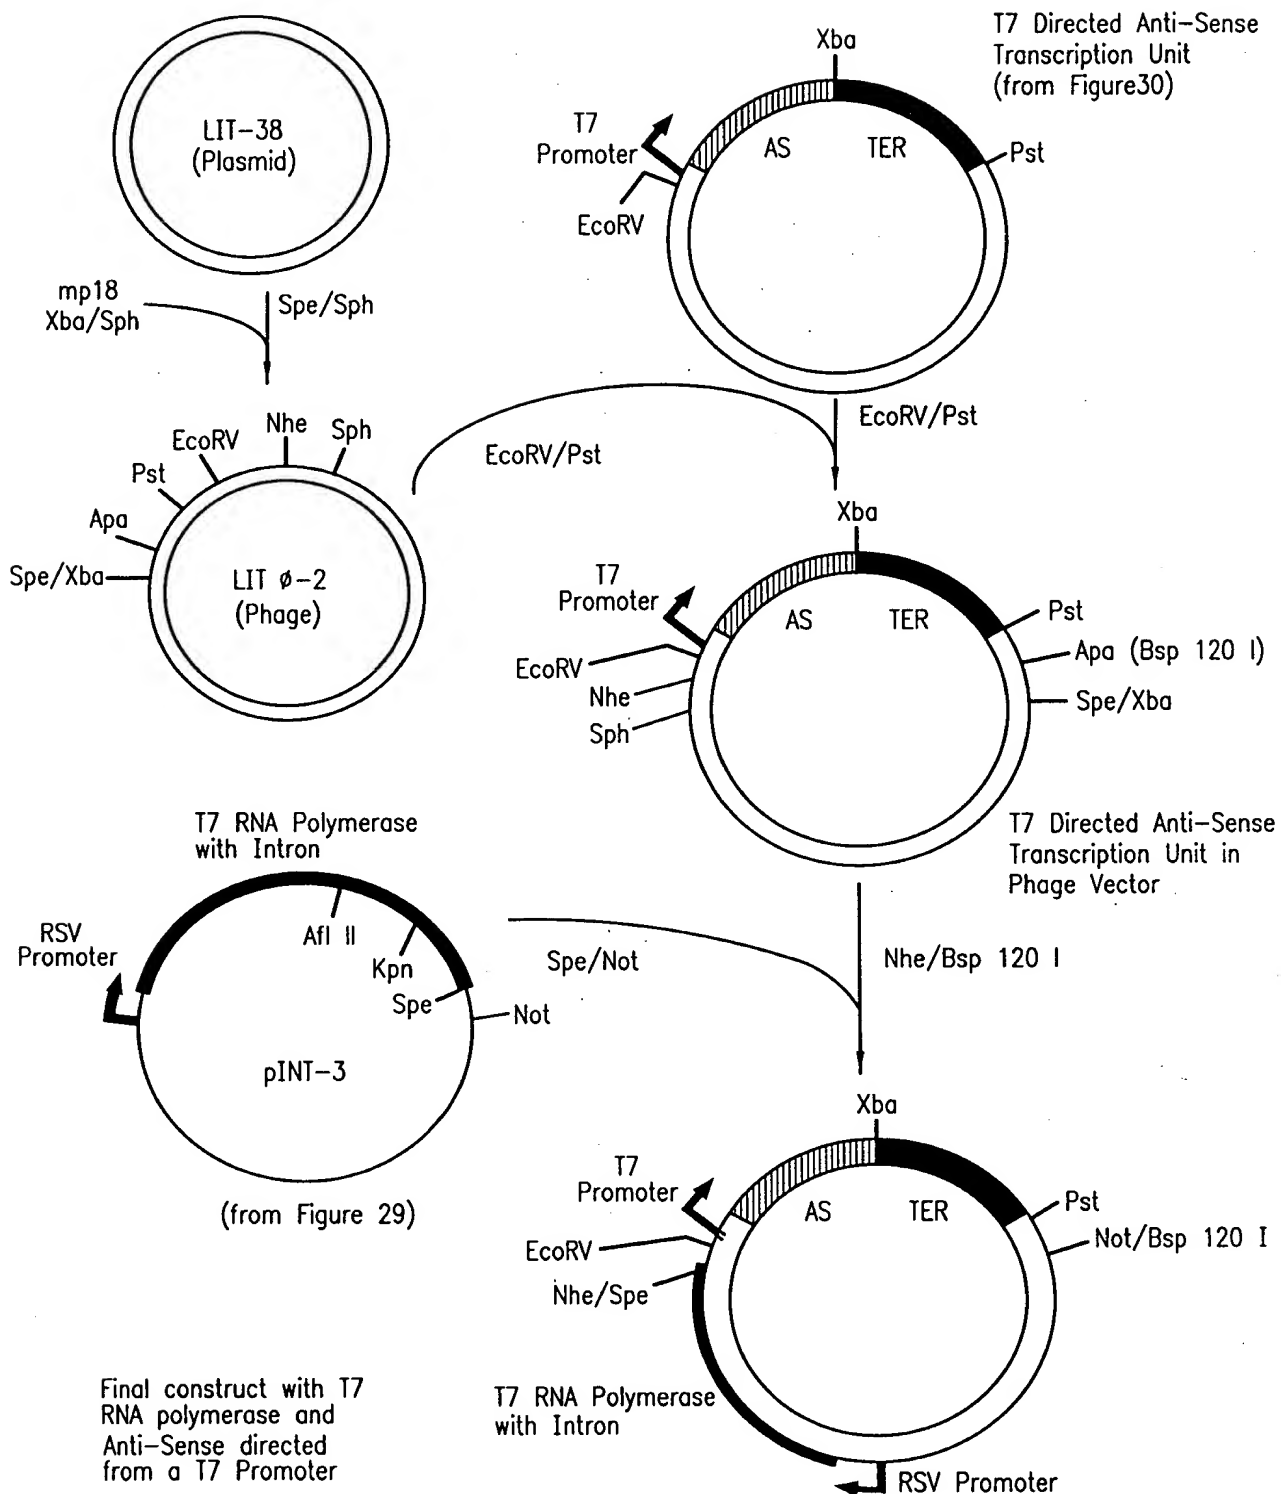 LIT-38
(Plasmid)
mp18
Xba/Sph
Spe/Sph
T7 Directed Anti-Sense
Transcription Unit
(from Figure30)
Xba
T7
Promoter
AS
TER
Pst
EcoRV
EcoRV/Pst
EcoRV/Pst
Nhe
Sph
EcoRV
Pst
Apa
Spe/Xba
LIT ø-2
(Phage)
Xba
T7
Promoter
AS
TER
Pst
Apa (Bsp 120 I)
Spe/Xba
EcoRV
Nhe
Sph
T7 Directed Anti-Sense
Transcription Unit in
Phage Vector
T7 RNA Polymerase
with Intron
RSV
Promoter
Afl II
Kpn
Spe
Not
pINT-3
(from Figure 29)
Spe/Not
Nhe/Bsp 120 I
Xba
T7
Promoter
AS
TER
Pst
Not/Bsp 120 I
EcoRV
Nhe/Spe
T7 RNA Polymerase
with Intron
RSV Promoter
Final construct with T7
RNA polymerase and
Anti-Sense directed
from a T7 Promoter